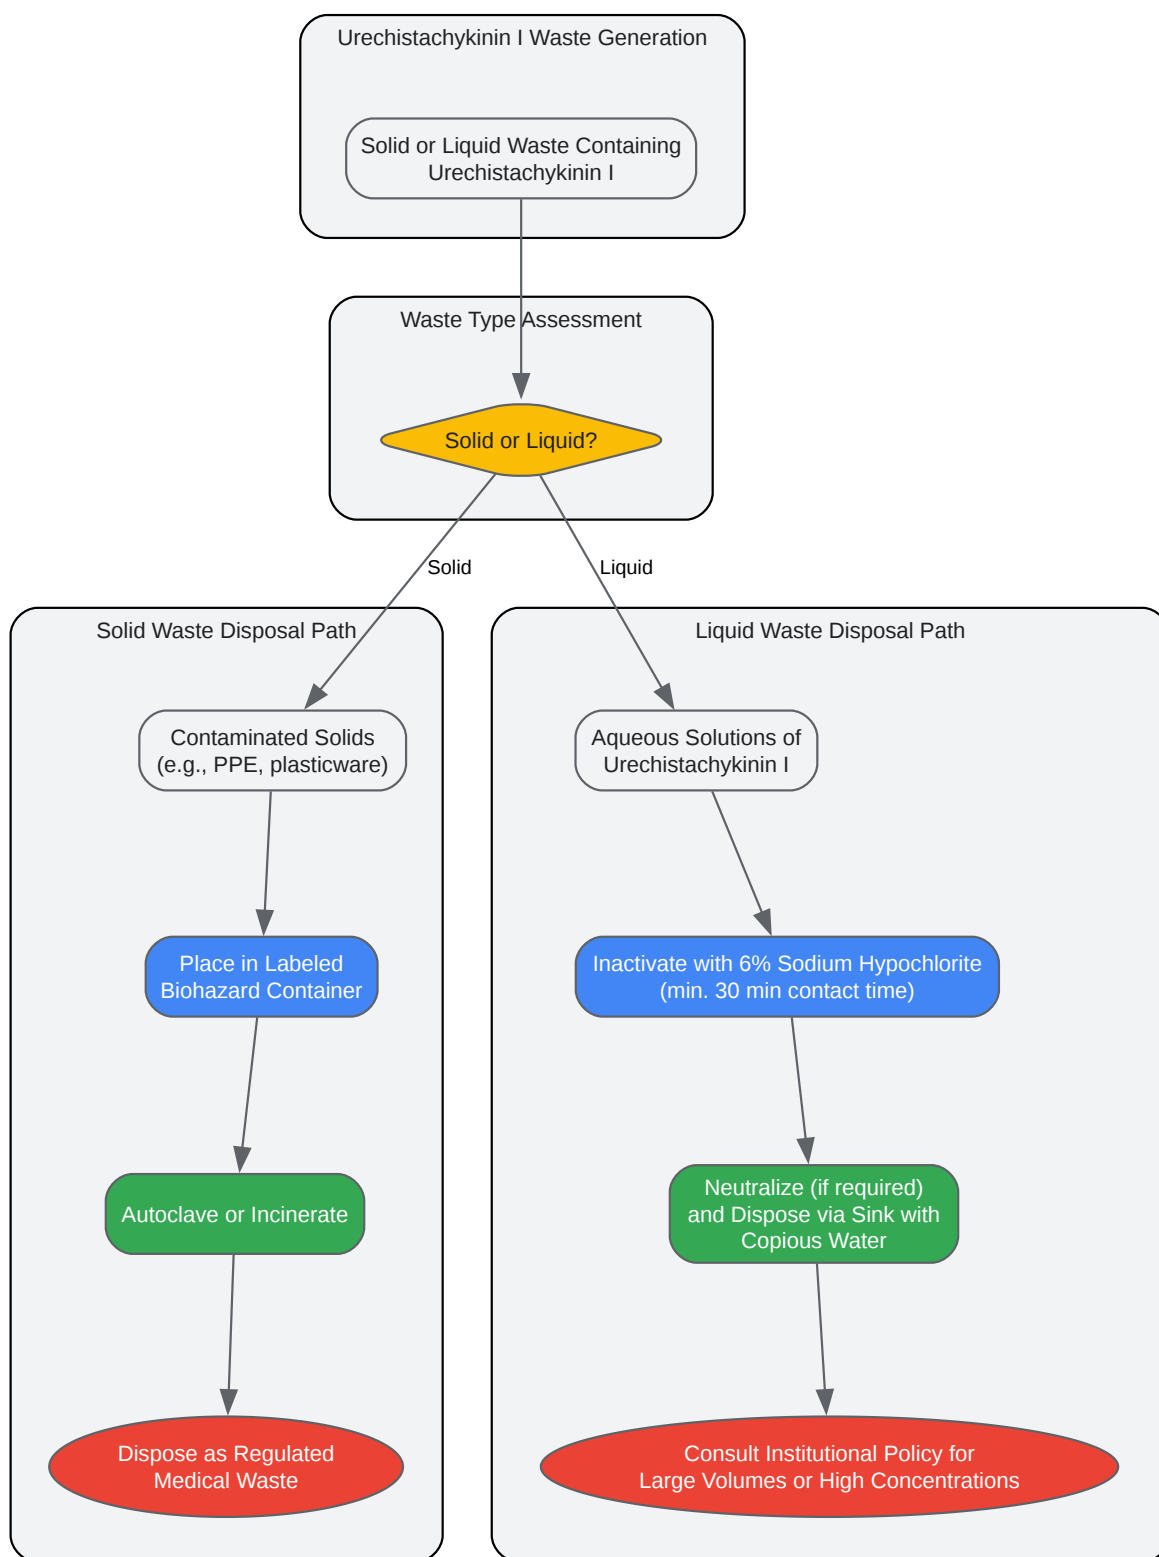 Urechistachykinin I Waste Generation
Solid or Liquid Waste Containing
Urechistachykinin I
Waste Type Assessment
Solid or Liquid?
Solid
Liquid
Solid Waste Disposal Path
Contaminated Solids
(e.g., PPE, plasticware)
Place in Labeled
Biohazard Container
Autoclave or Incinerate
Dispose as Regulated
Medical Waste
Liquid Waste Disposal Path
Aqueous Solutions of
Urechistachykinin I
Inactivate with 6% Sodium Hypochlorite
(min. 30 min contact time)
Neutralize (if required)
and Dispose via Sink with
Copious Water
Consult Institutional Policy for
Large Volumes or High Concentrations